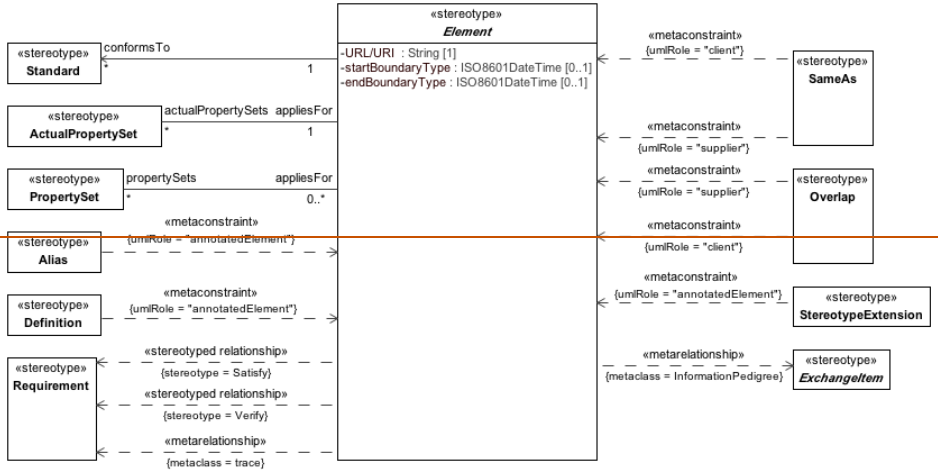 «stereotype»
Element
-URL/URI : String [1]
-startBoundaryType : ISO8601DateTime [0..1]
-endBoundaryType : ISO8601DateTime [0..1]
«stereotype»
Standard
conformsTo
*
1
«stereotype»
ActualPropertySet
actualPropertySets appliesFor
*
1
«stereotype»
PropertySet
propertySets
appliesFor
*
0..*
«stereotype»
Alias
«metaconstraint»
{umlRole = "annotatedElement"}
«stereotype»
Definition
«metaconstraint»
{umlRole = "annotatedElement"}
«stereotype»
Requirement
«stereotyped relationship»
{stereotype = Satisfy}
«stereotyped relationship»
{stereotype = Verify}
«metarelationship»
{metaclass = trace}
«metaconstraint»
{umlRole = "client"}
«stereotype»
SameAs
«metaconstraint»
{umlRole = "supplier"}
«metaconstraint»
{umlRole = "supplier"}
«stereotype»
Overlap
«metaconstraint»
{umlRole = "client"}
«metaconstraint»
{umlRole = "annotatedElement"}
«stereotype»
StereotypeExtension
«metarelationship»
{metaclass = InformationPedigree}
«stereotype»
ExchangeItem